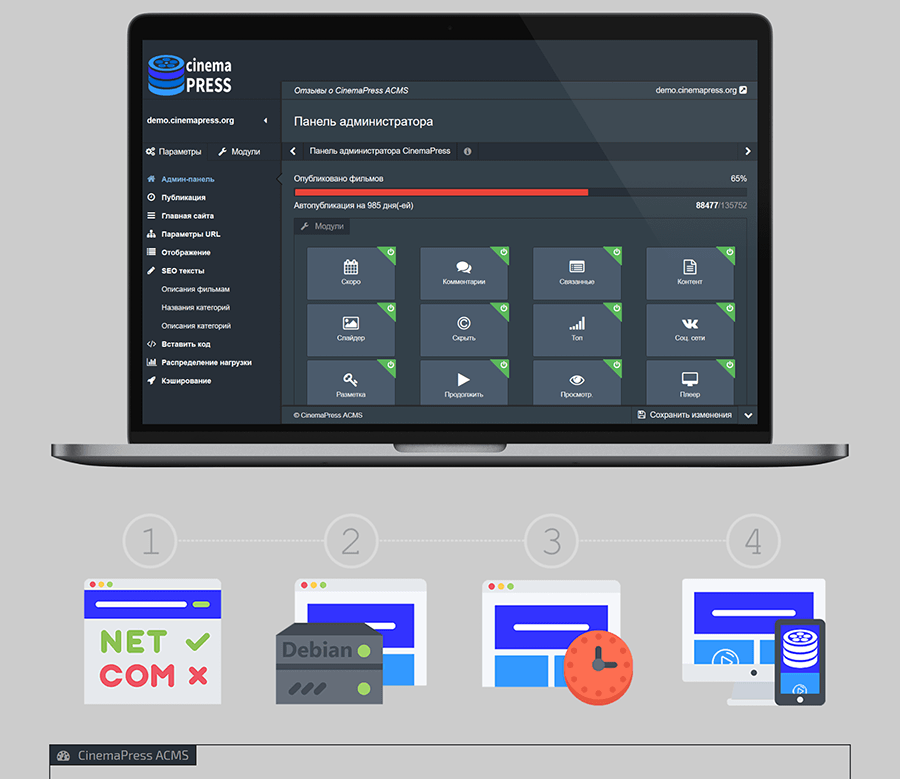 cinema
PRESS
Отзывы о CinemaPress ACMS
demo.cinemapress.org
demo.cinemapress.org
Панель администратора
Параметры
Модули
Панель администратора CinemaPress
Админ-панель
Публикация
Главная сайта
Параметры URL
Отображение
SEO тексты
Описания фильмам
Названия категорий
Описания категорий
Вставить код
Распределение нагрузки
Кэширование
Опубликовано фильмов
65%
Автопубликация на 985 дня(-ей)
88477/135752
Модули
Скоро
Комментарии
Связанные
Контент
Слайдер
Скрыть
Топ
Соц. сети
Разметка
Продолжить
Просмотр.
Плеер
© CinemaPress ACMS
Сохранить изменения
1
2
3
4
NET
COM
Debian
CinemaPress ACMS